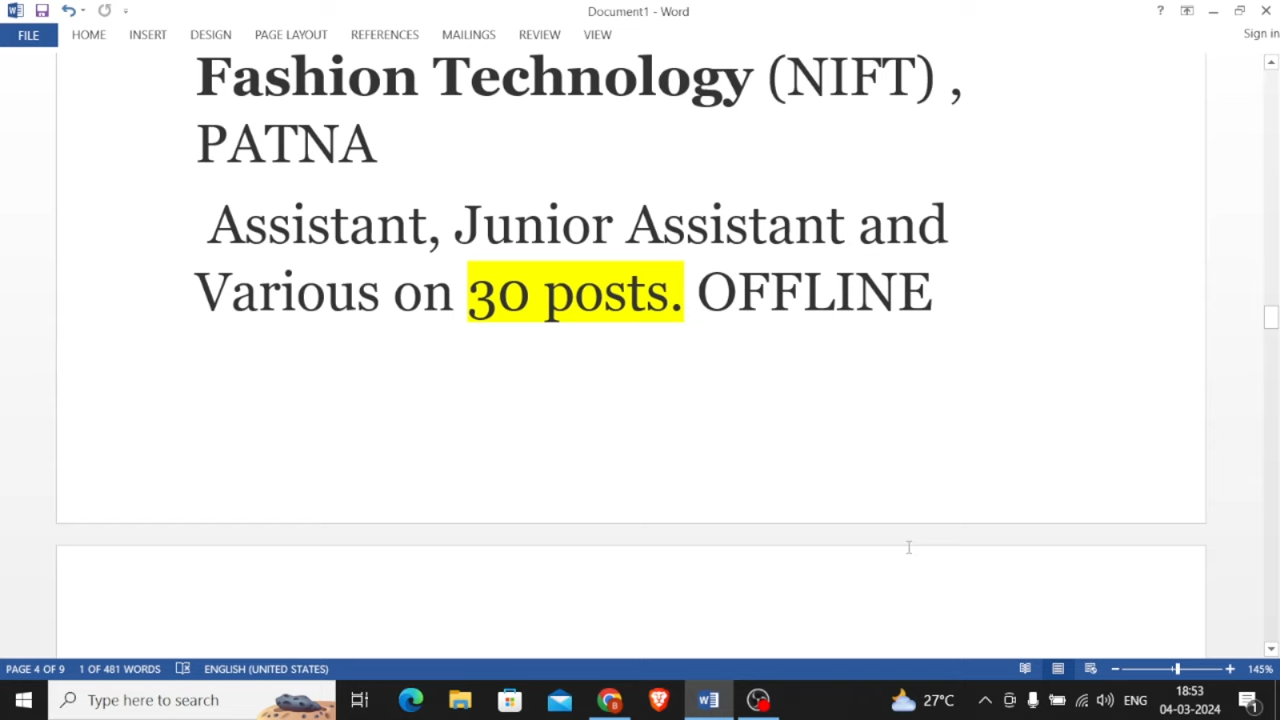 Document1 - Word
?
FILE
HOME
INSERT
DESIGN
PAGE LAYOUT
REFERENCES
MAILINGS
REVIEW
VIEW
Sign in
Fashion Technology (NIFT) ,
PATNA
Assistant, Junior Assistant and
Various on 30 posts. OFFLINE
PAGE 4 OF 9
1 OF 481 WORDS
ENGLISH (UNITED STATES)
145%
Type here to search
27°C
ENG
18:53
04-03-2024
1